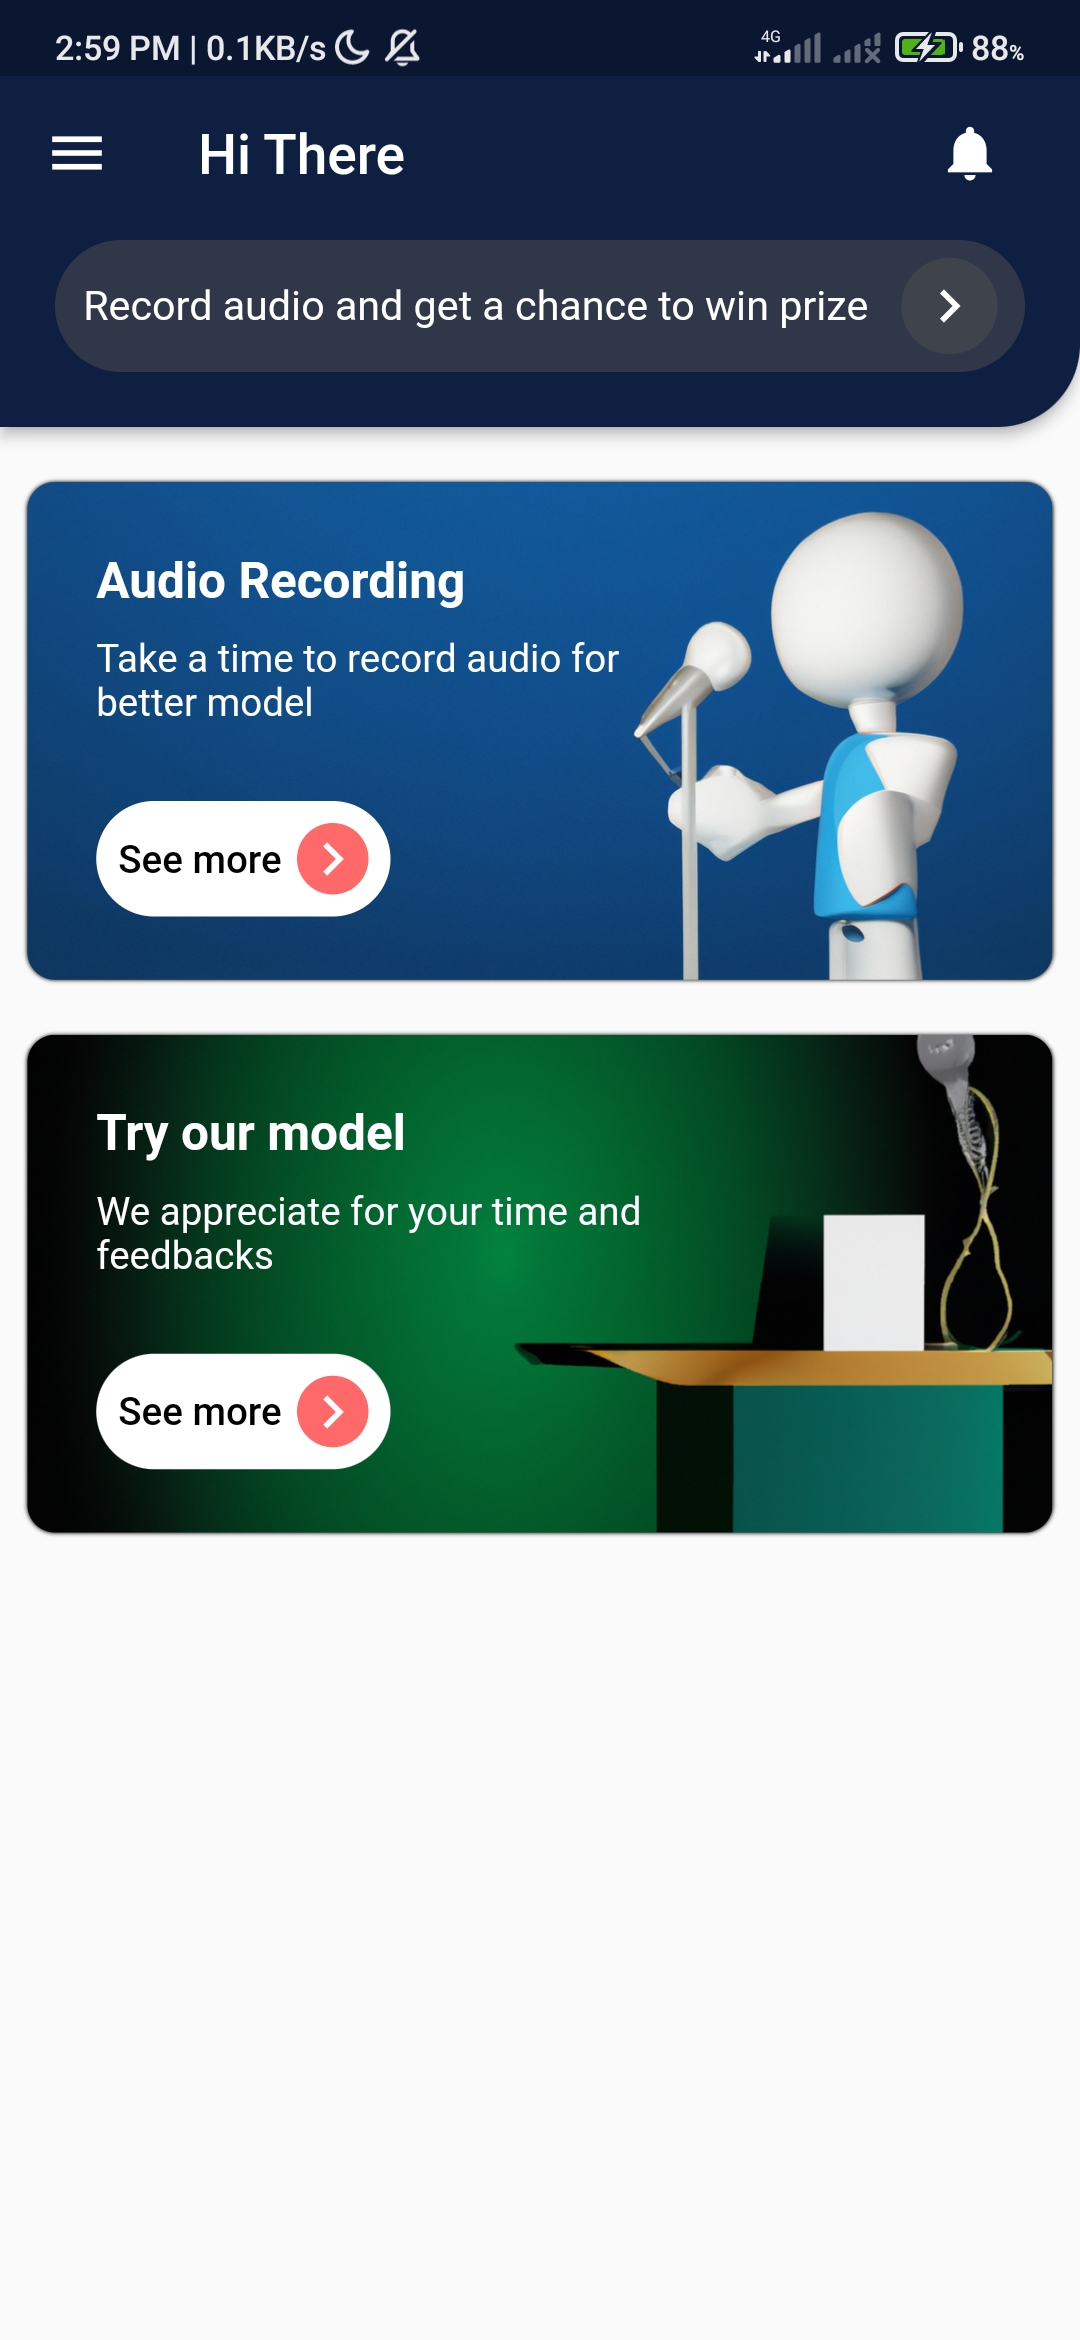 2:59 PM | 0.1KB/s 4G 88%
Hi There
Record audio and get a chance to win prize
Audio Recording
Take a time to record audio for
better model
See more
Try our model
We appreciate for your time and
feedbacks
See more